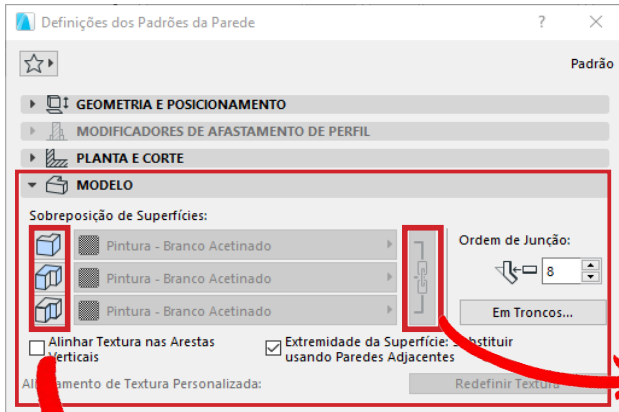 Definições dos Padrões da Parede
Padrão
GEOMETRIA E POSICIONAMENTO
MODIFICADORES DE AFASTAMENTO DE PERFIL
PLANTA E CORTE
MODELO
Sobreposição de Superfícies:
Pintura - Branco Acetinado
Pintura - Branco Acetinado
Pintura - Branco Acetinado
Ordem de Junção:
8
Em Troncos...
Alinhar Textura nas Arestas
Verticais
Extremidade da Superfície: Substituir
usando Paredes Adjacentes
de Textura Personalizada:
Redefinir Textura